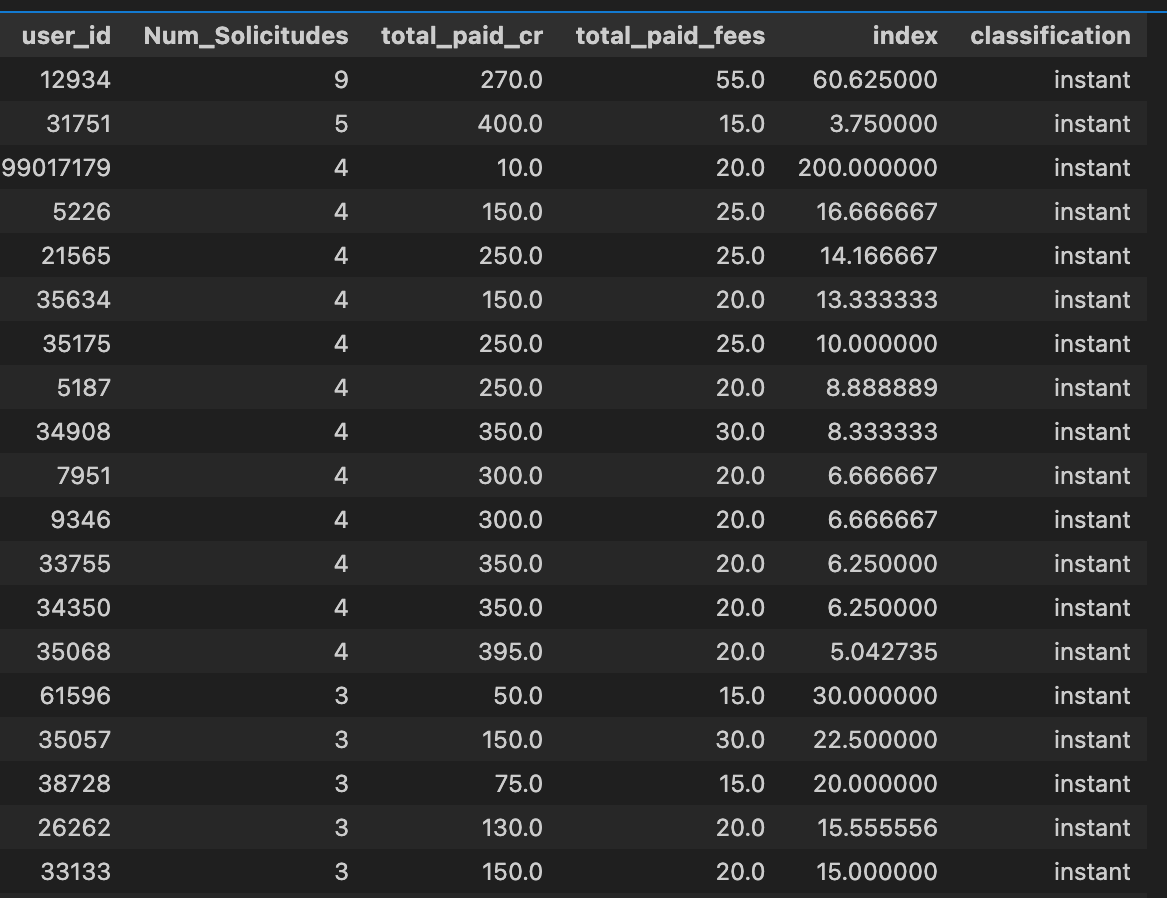 user_id Num_Solicitudes total_paid_cr total_paid_fees index classification
12934 9 270.0 55.0 60.625000 instant
31751 5 400.0 15.0 3.750000 instant
99017179 4 10.0 20.0 200.000000 instant
5226 4 150.0 25.0 16.666667 instant
21565 4 250.0 25.0 14.166667 instant
35634 4 150.0 20.0 13.333333 instant
35175 4 250.0 25.0 10.000000 instant
5187 4 250.0 20.0 8.888889 instant
34908 4 350.0 30.0 8.333333 instant
7951 4 300.0 20.0 6.666667 instant
9346 4 300.0 20.0 6.666667 instant
33755 4 350.0 20.0 6.250000 instant
34350 4 350.0 20.0 6.250000 instant
35068 4 395.0 20.0 5.042735 instant
61596 3 50.0 15.0 30.000000 instant
35057 3 150.0 30.0 22.500000 instant
38728 3 75.0 15.0 20.000000 instant
26262 3 130.0 20.0 15.555556 instant
33133 3 150.0 20.0 15.000000 instant